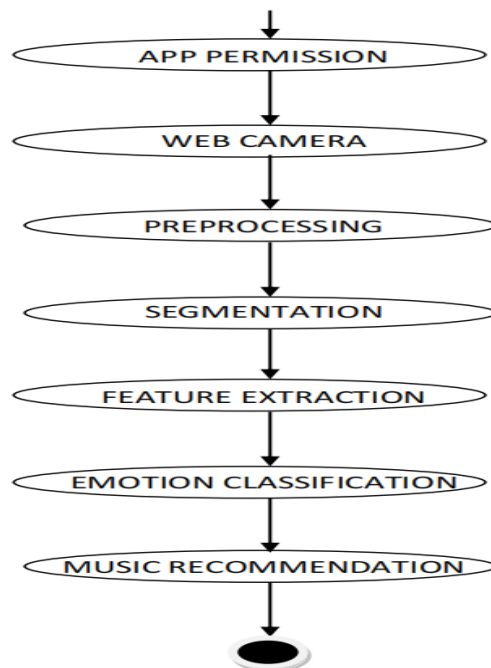 APP PERMISSION
WEB CAMERA
PREPROCESSING
SEGMENTATION
FEATURE EXTRACTION
EMOTION CLASSIFICATION
MUSIC RECOMMENDATION